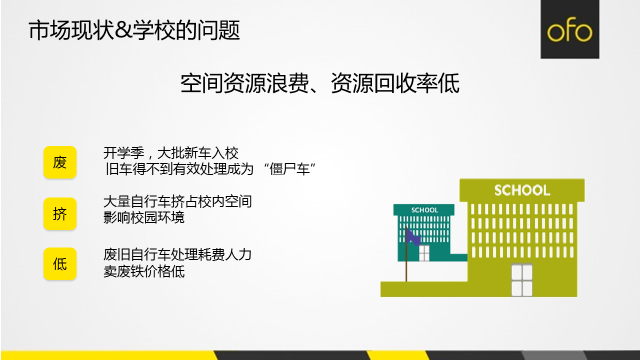 市场现状&学校的问题
ofo
空间资源浪费、资源回收率低
废
开学季，大批新车入校
旧车得不到有效处理成为“僵尸车”
挤
大量自行车挤占校内空间
影响校园环境
低
废旧自行车处理耗费人力
卖废铁价格低
SCHOOL
SCHOOL